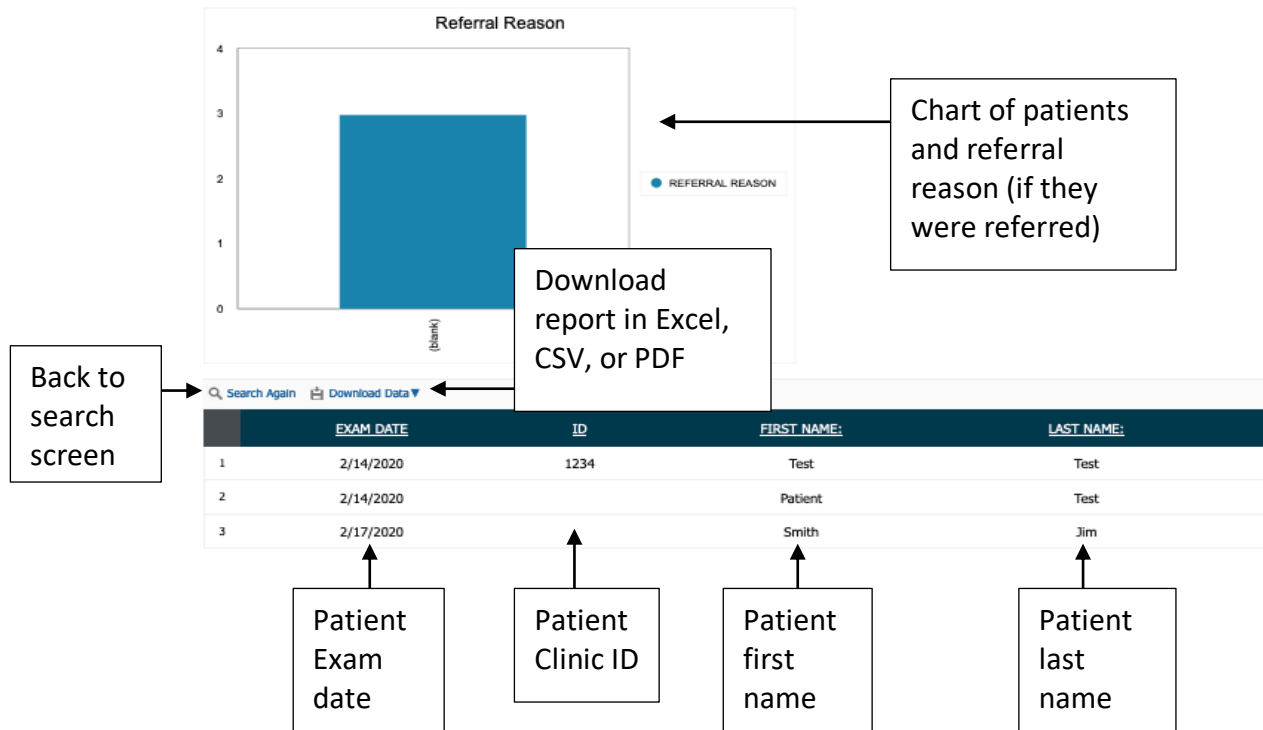 Referral Reason
4
3
2
1
0
(blank)
REFERRAL REASON
Chart of patients
and referral
reason (if they
were referred)
Download
report in Excel,
CSV, or PDF
Back to
search
screen
Search Again Download Data▼
EXAM DATE ID FIRST NAME: LAST NAME:
1 2/14/2020 1234 Test Test
2 2/14/2020 Patient Test
3 2/17/2020 Smith Jim
Patient
Exam
date
Patient
Clinic ID
Patient
first
name
Patient
last
name